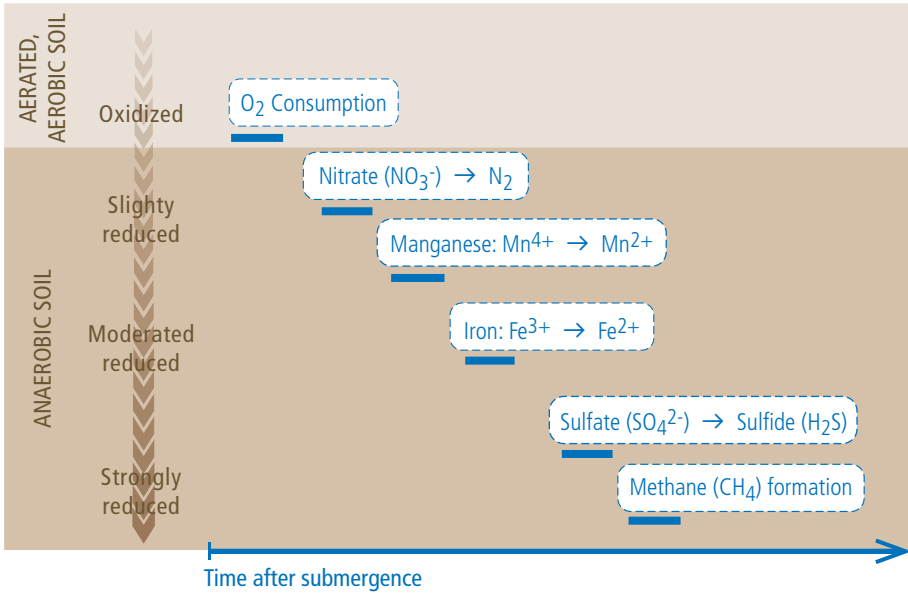 AERATED,
AEROBIC SOIL
Oxidized
O₂ Consumption
Nitrate (NO₃⁻) → N₂
Slighty
reduced
Manganese: Mn⁴⁺ → Mn²⁺
ANAEROBIC SOIL
Moderated
reduced
Iron: Fe³⁺ → Fe²⁺
Sulfate (SO₄²⁻) → Sulfide (H₂S)
Strongly
reduced
Methane (CH₄) formation
Time after submergence